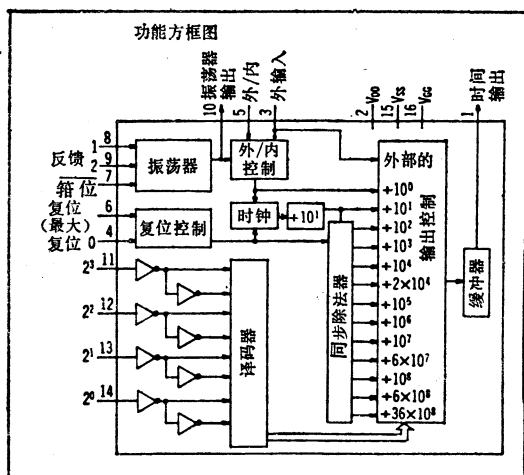 功能方框图
10 振荡器输出
5 外/内
3 外输入
2 VDD
15 VSS
16 VGG
1 时间输出
反馈
1 8
2 9
箝位 7
复位(最大) 6
复位 0 4
振荡器
外/内控制
复位控制
时钟
+10¹
外部的
+10⁰
+10¹
+10²
+10³
+10⁴
+2×10⁴
+10⁵
+10⁶
+10⁷
+6×10⁷
+10⁸
+6×10⁸
+36×10⁸
输出控制
同步除法器
缓冲器
译码器
2³ 11
2² 12
2¹ 13
2⁰ 14